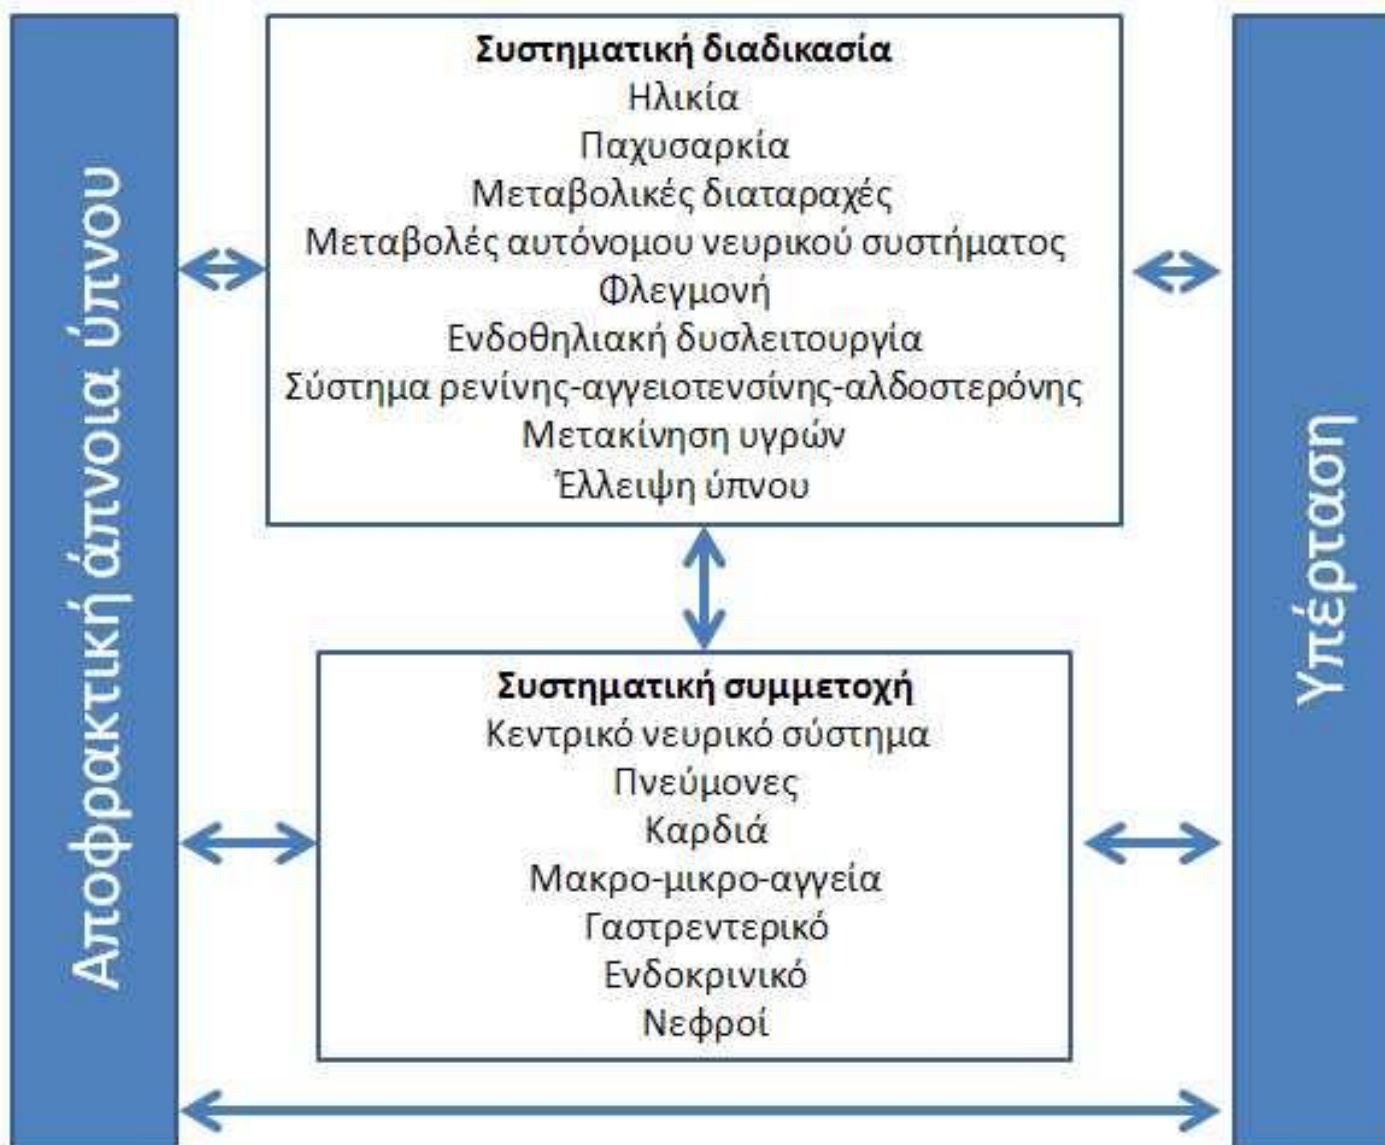 Αποφρακτική άπνοια ύπνου
Συστηματική διαδικασία
Ηλικία
Παχυσαρκία
Μεταβολικές διαταραχές
Μεταβολές αυτόνομου νευρικού συστήματος
Φλεγμονή
Ενδοθηλιακή δυσλειτουργία
Σύστημα ρενίνης-αγγειοτενσίνης-αλδοστερόνης
Μετακίνηση υγρών
Έλλειψη ύπνου
Συστηματική συμμετοχή
Κεντρικό νευρικό σύστημα
Πνεύμονες
Καρδιά
Μακρο-μικρο-αγγεία
Γαστρεντερικό
Ενδοκρινικό
Νεφροί
Υπέρταση